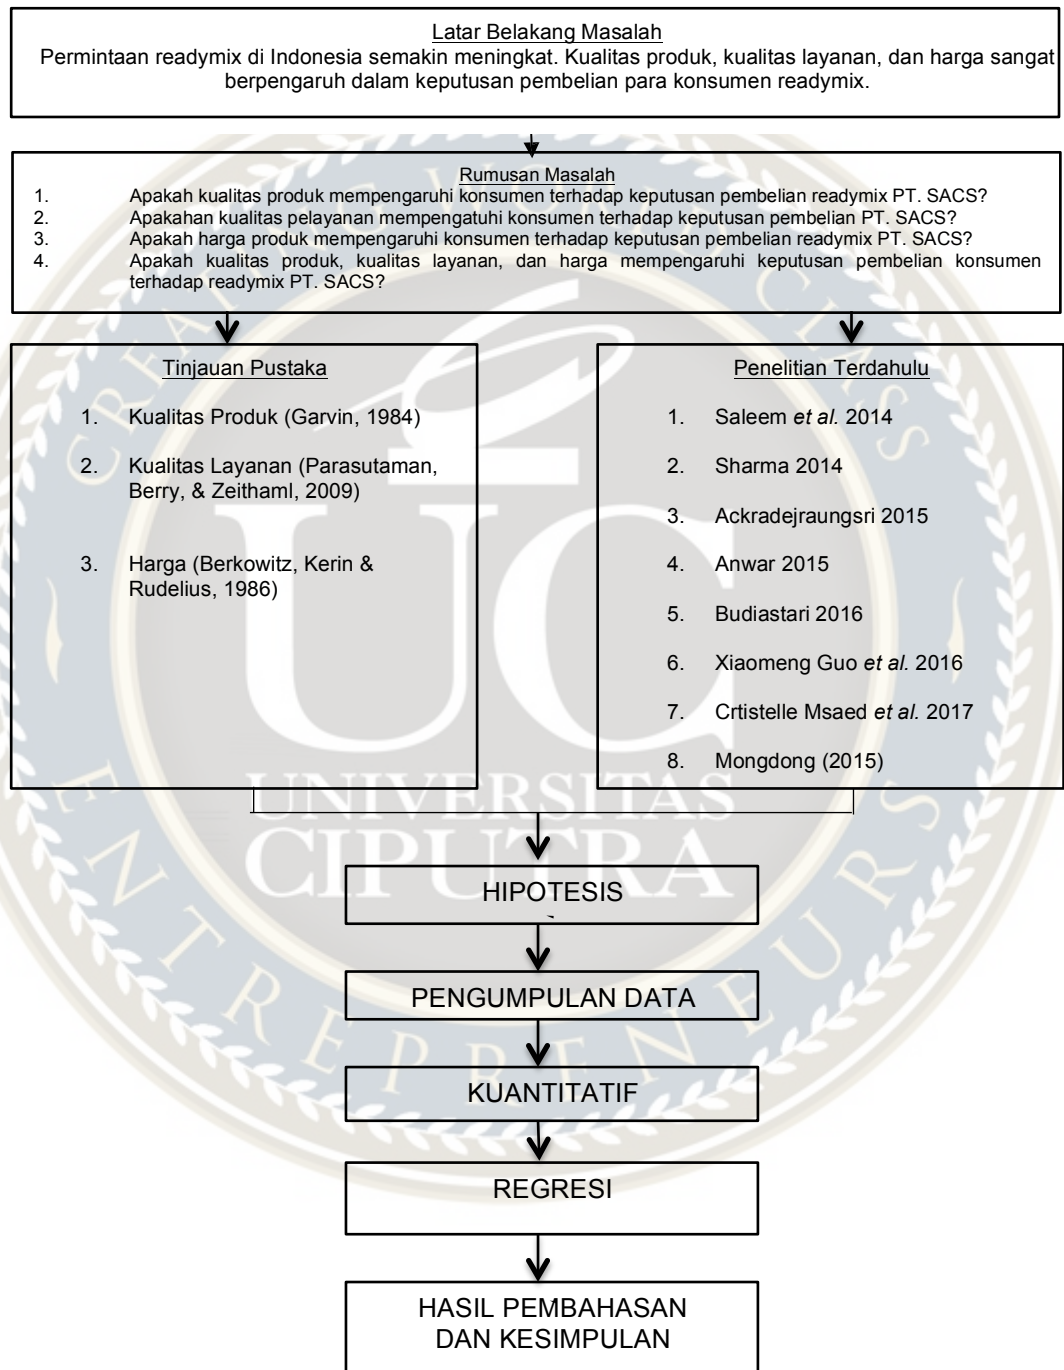 Latar Belakang Masalah
Permintaan readymix di Indonesia semakin meningkat. Kualitas produk, kualitas layanan, dan harga sangat
berpengaruh dalam keputusan pembelian para konsumen readymix.
Rumusan Masalah
1. Apakah kualitas produk mempengaruhi konsumen terhadap keputusan pembelian readymix PT. SACS?
2. Apakahan kualitas pelayanan mempengatuhi konsumen terhadap keputusan pembelian PT. SACS?
3. Apakah harga produk mempengaruhi konsumen terhadap keputusan pembelian readymix PT. SACS?
4. Apakah kualitas produk, kualitas layanan, dan harga mempengaruhi keputusan pembelian konsumen
terhadap readymix PT. SACS?
Tinjauan Pustaka
1. Kualitas Produk (Garvin, 1984)
2. Kualitas Layanan (Parasutaman,
Berry, & Zeithaml, 2009)
3. Harga (Berkowitz, Kerin &
Rudelius, 1986)
Penelitian Terdahulu
1. Saleem et al. 2014
2. Sharma 2014
3. Ackradejraungsri 2015
4. Anwar 2015
5. Budiastari 2016
6. Xiaomeng Guo et al. 2016
7. Crtistelle Msaed et al. 2017
8. Mongdong (2015)
HIPOTESIS
PENGUMPULAN DATA
KUANTITATIF
REGRESI
HASIL PEMBAHASAN
DAN KESIMPULAN
CREATING WORLD CLASS
UC
UNIVERSITAS
CIPUTRA
ENTREPRENEURS